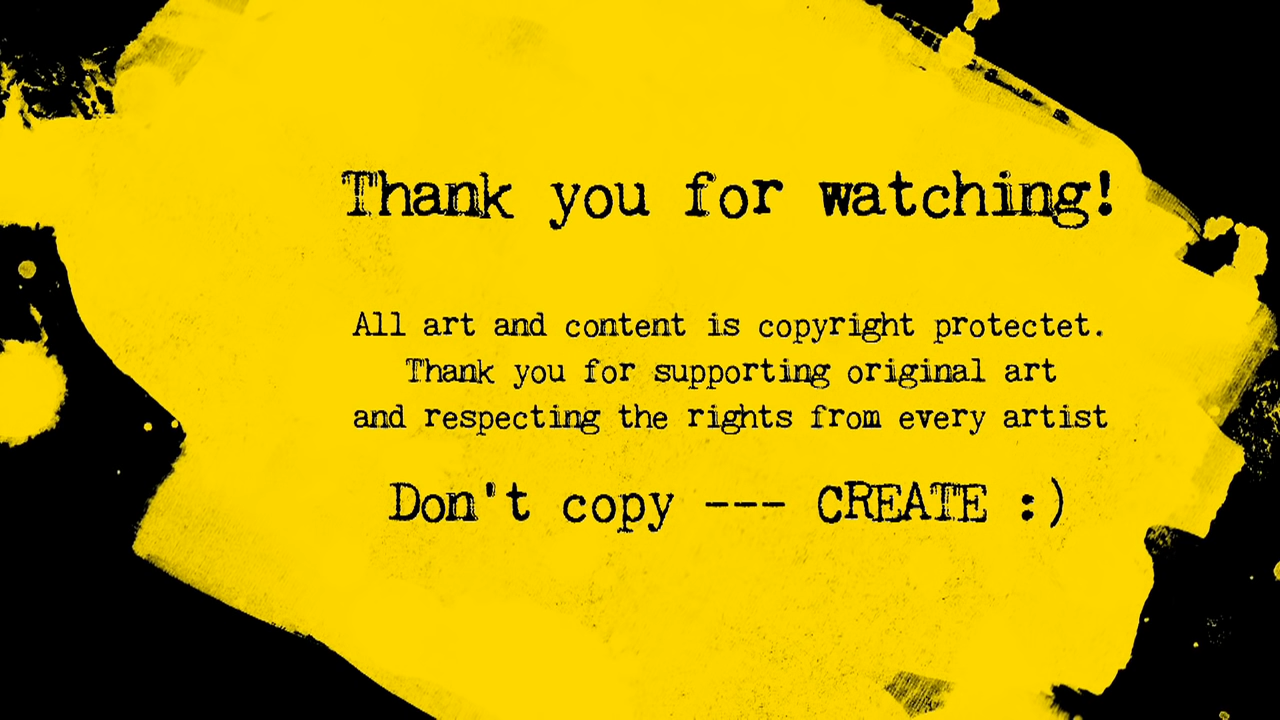 Thank you for watching!
All art and content is copyright protectet.
Thank you for supporting original art
and respecting the rights from every artist
Don't copy --- CREATE :)